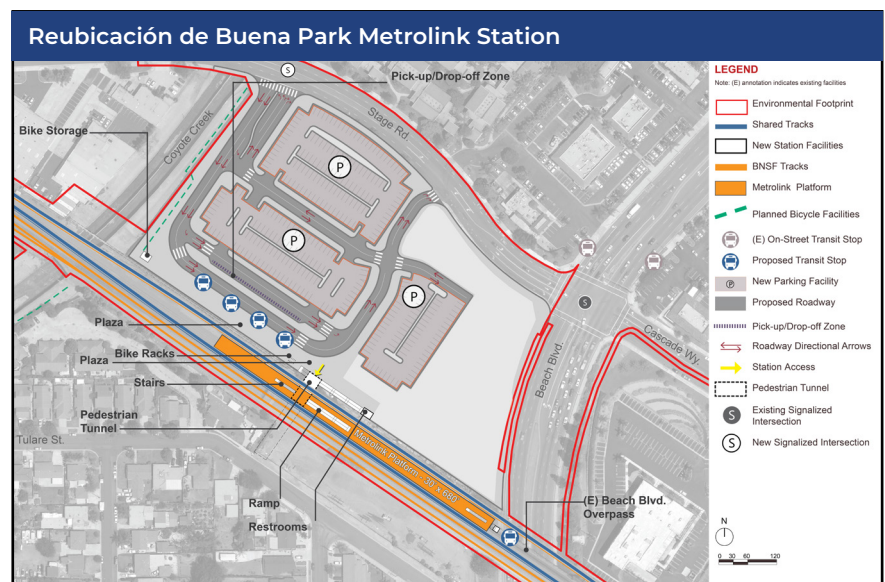 Reubicación de Buena Park Metrolink Station
S
Pick-up/Drop-off Zone
Stage Rd.
Bike Storage
Coyote Creek
P
P
P
Plaza
Bike Racks
Plaza
Stairs
Pedestrian
Tunnel
Tulare St.
Metrolink Platform - 30' x 680'
Ramp
Restrooms
(E) Beach Blvd.
Overpass
Beach Blvd.
Cascade Wy.
S
LEGEND
Note: (E) annotation indicates existing facilities
Environmental Footprint
Shared Tracks
New Station Facilities
BNSF Tracks
Metrolink Platform
Planned Bicycle Facilities
(E) On-Street Transit Stop
Proposed Transit Stop
P New Parking Facility
Proposed Roadway
Pick-up/Drop-off Zone
Roadway Directional Arrows
Station Access
Pedestrian Tunnel
S Existing Signalized
Intersection
S New Signalized Intersection
N
0 30 60 120